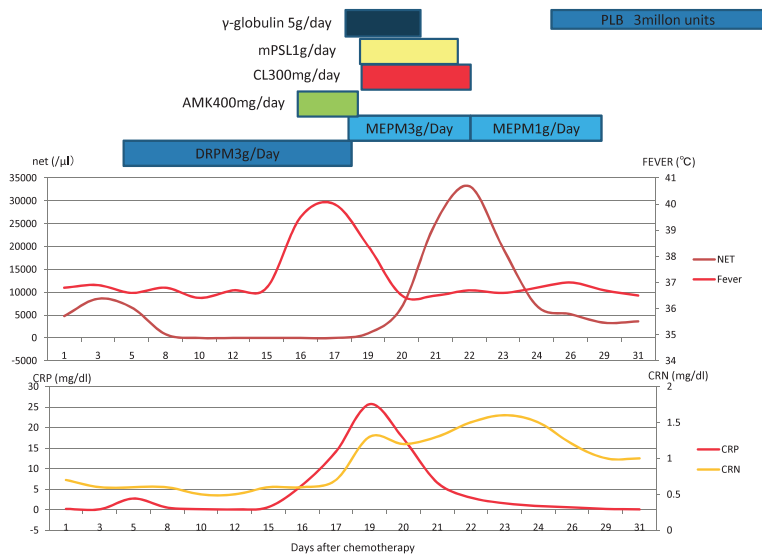 γ-globulin 5g/day
PLB 3millon units
mPSL1g/day
CL300mg/day
AMK400mg/day
MEPM3g/Day
MEPM1g/Day
DRPM3g/Day
net (/μl)
FEVER (℃)
35000
30000
25000
20000
15000
10000
5000
0
-5000
41
40
39
38
37
36
35
34
NET
Fever
1 3 5 8 10 12 15 16 17 19 20 21 22 23 24 26 29 31
CRP (mg/dl)
CRN (mg/dl)
30
25
20
15
10
5
0
-5
2
1.5
1
0.5
0
CRP
CRN
1 3 5 8 10 12 15 16 17 19 20 21 22 23 24 26 29 31
Days after chemotherapy